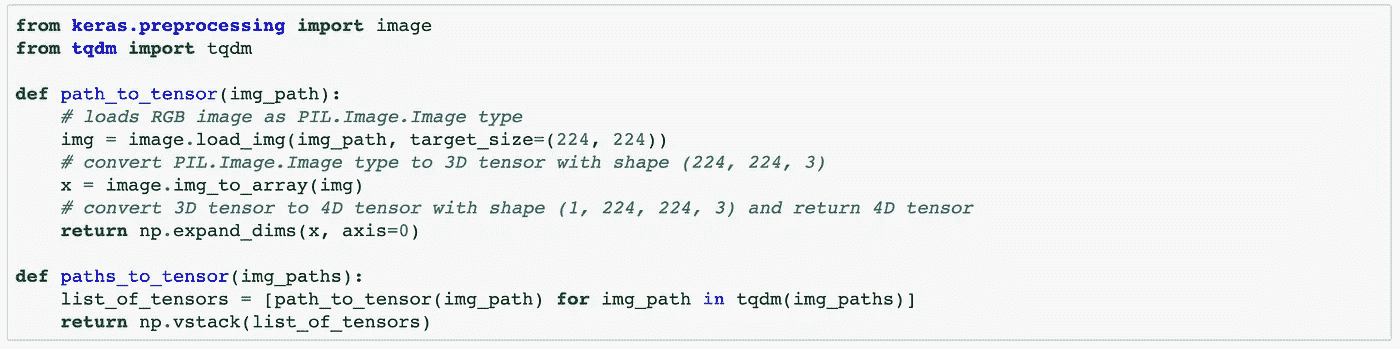 from keras.preprocessing import image
from tqdm import tqdm

def path_to_tensor(img_path):
    # loads RGB image as PIL.Image.Image type
    img = image.load_img(img_path, target_size=(224, 224))
    # convert PIL.Image.Image type to 3D tensor with shape (224, 224, 3)
    x = image.img_to_array(img)
    # convert 3D tensor to 4D tensor with shape (1, 224, 224, 3) and return 4D tensor
    return np.expand_dims(x, axis=0)

def paths_to_tensor(img_paths):
    list_of_tensors = [path_to_tensor(img_path) for img_path in tqdm(img_paths)]
    return np.vstack(list_of_tensors)